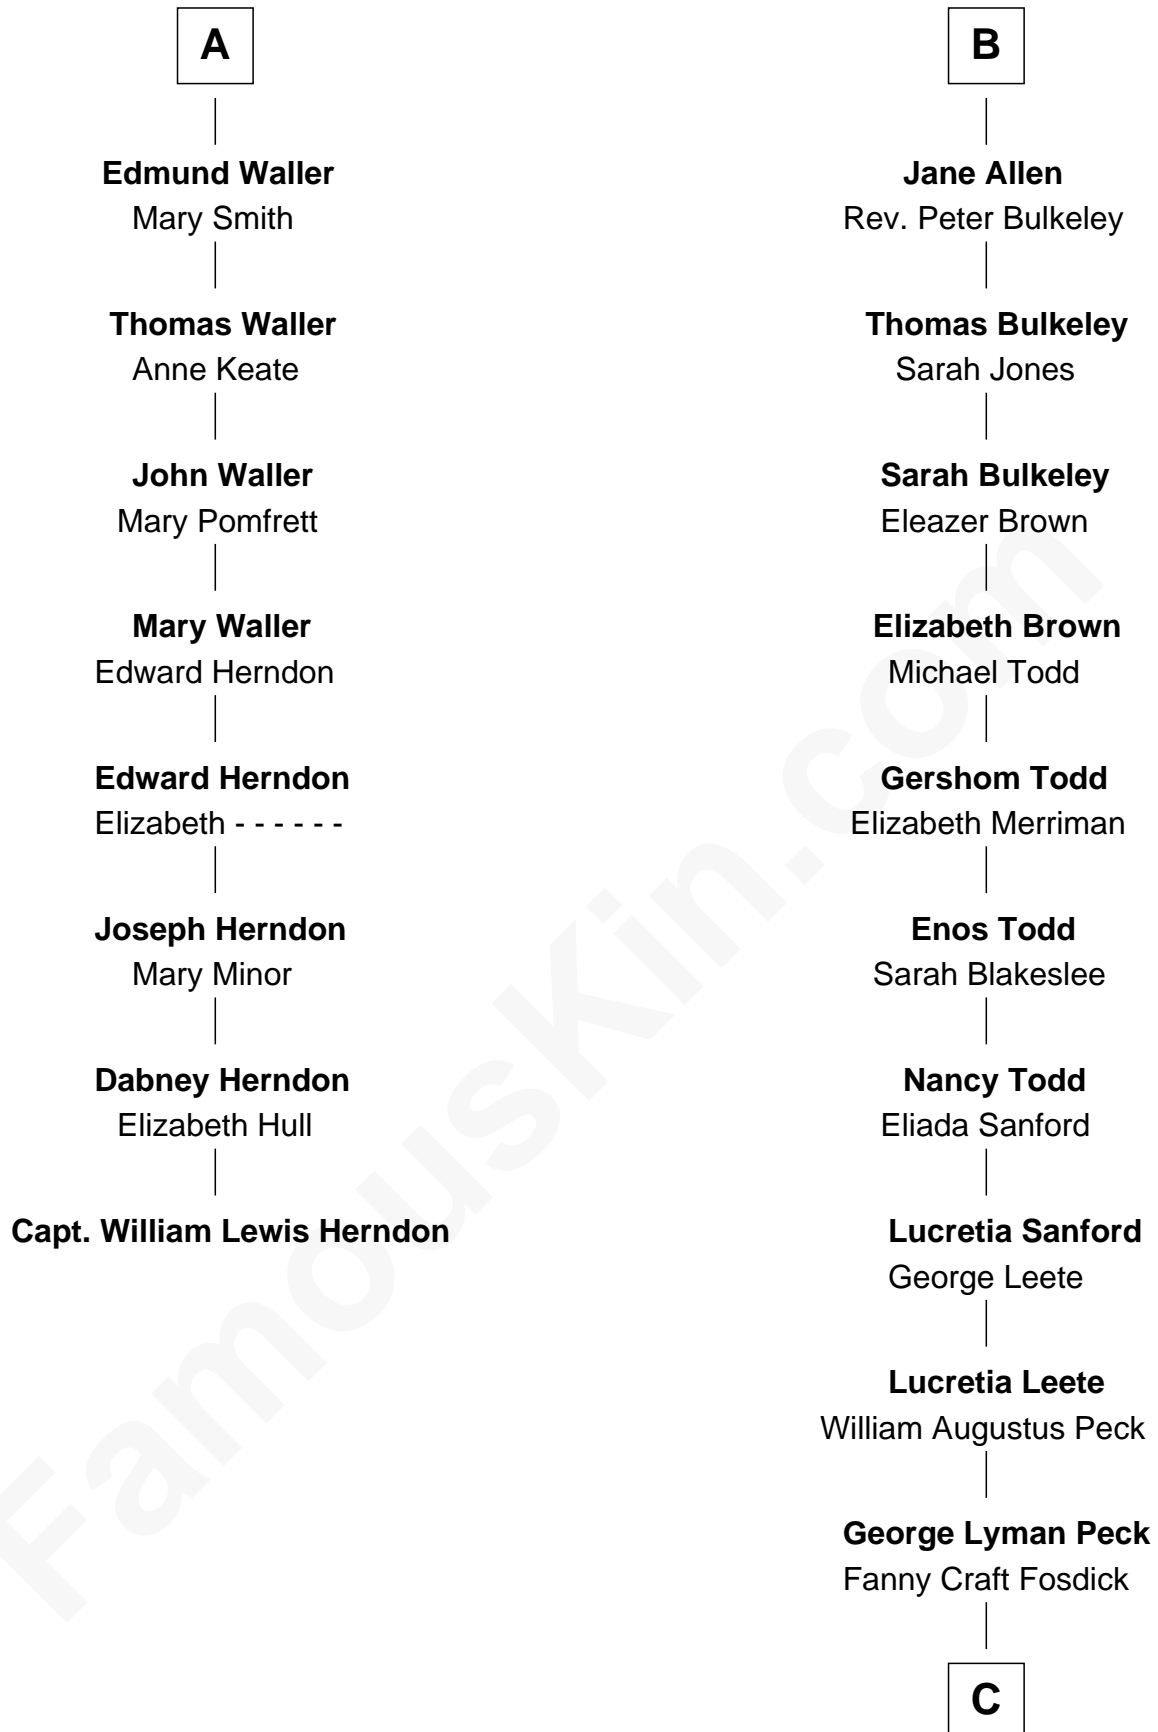 A
Edmund Waller
Mary Smith
Thomas Waller
Anne Keate
John Waller
Mary Pomfrett
Mary Waller
Edward Herndon
Edward Herndon
Elizabeth - - - - - -
Joseph Herndon
Mary Minor
Dabney Herndon
Elizabeth Hull
Capt. William Lewis Herndon
B
Jane Allen
Rev. Peter Bulkeley
Thomas Bulkeley
Sarah Jones
Sarah Bulkeley
Eleazer Brown
Elizabeth Brown
Michael Todd
Gershom Todd
Elizabeth Merriman
Enos Todd
Sarah Blakeslee
Nancy Todd
Eliada Sanford
Lucretia Sanford
George Leete
Lucretia Leete
William Augustus Peck
George Lyman Peck
Fanny Craft Fosdick
C
FamousKin.com